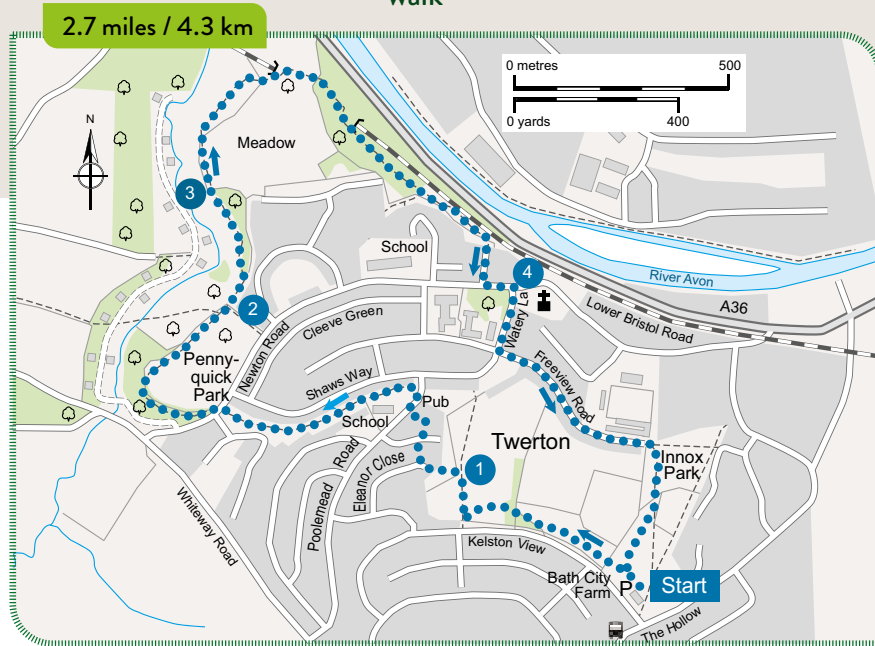 walk
2.7 miles / 4.3 km
0 metres 500
0 yards 400
N
Meadow
3
School
4
River Avon
2
A36
Lower Bristol Road
Watery La
Cleeve Green
Newton Road
Penny-
quick
Park
Shaws Way
Freeview Road
Pub
School
Twerton
Innox
Park
1
Poolemead Road
Eleanor Close
Whiteway Road
Kelston View
Bath City
Farm
P
Start
The Hollow